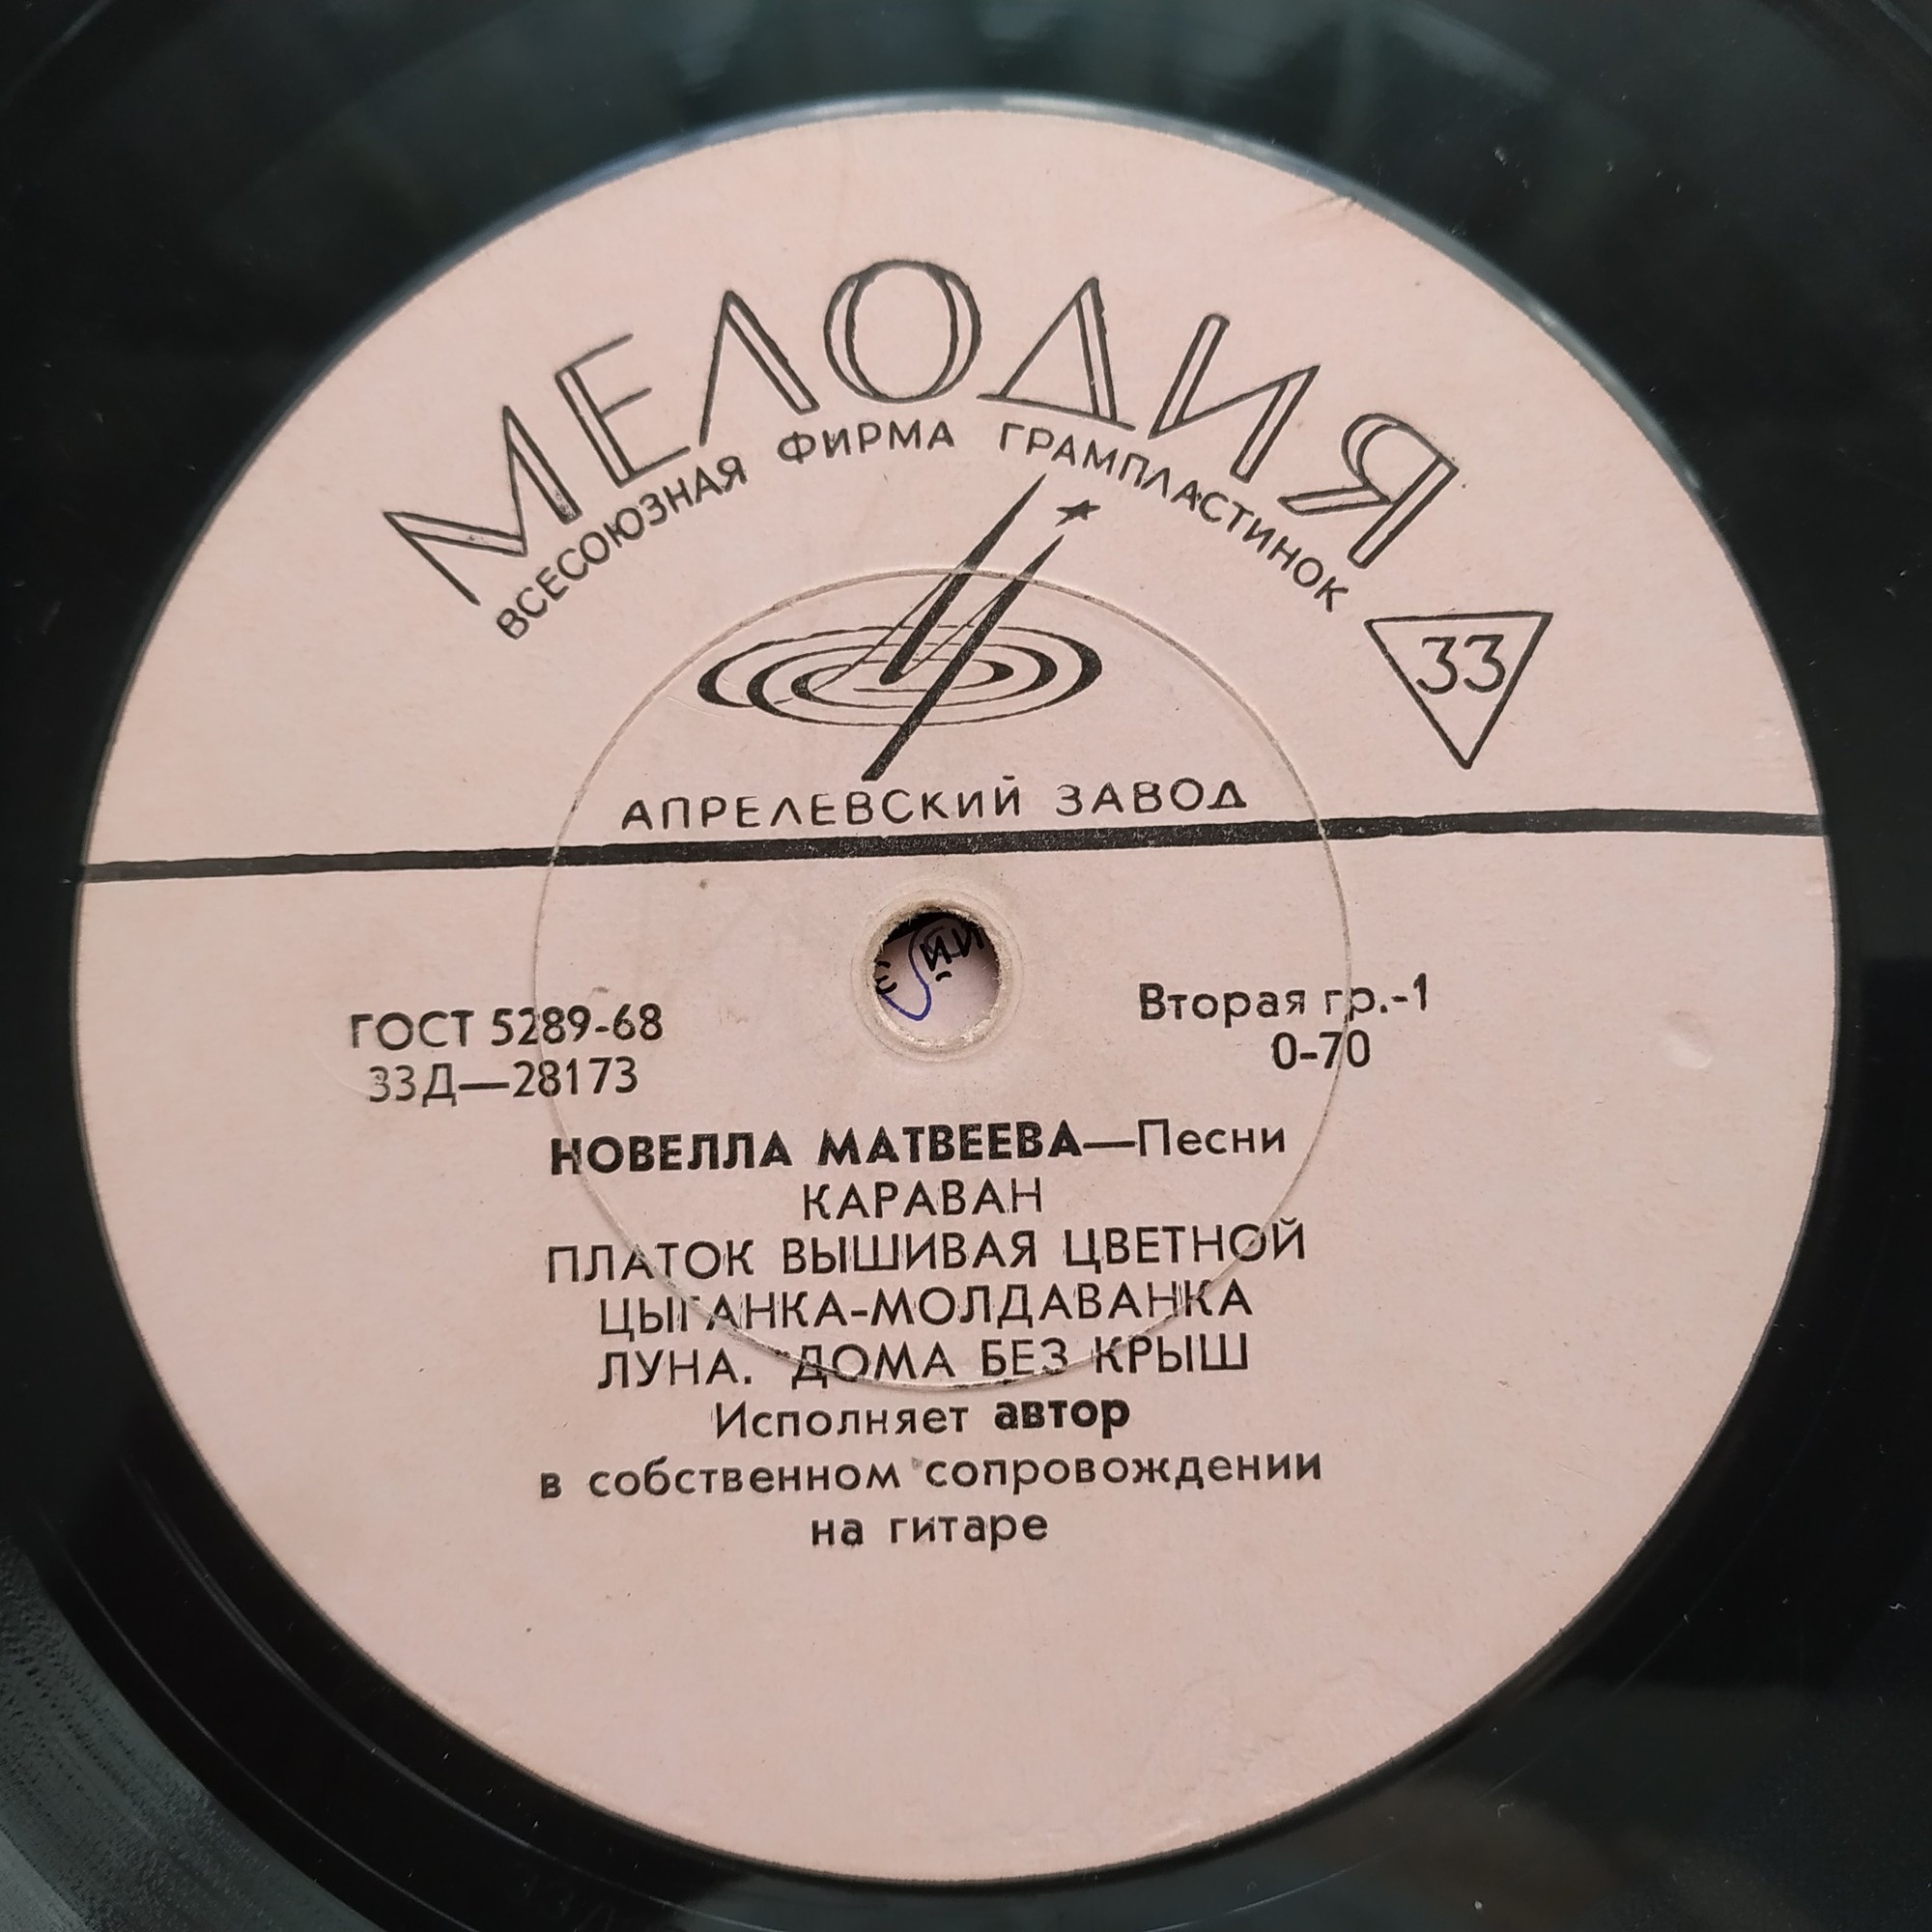 МЕЛОДИЯ
ВСЕСОЮЗНАЯ ФИРМА ГРАМПЛАСТИНОК
33
АПРЕЛЕВСКИЙ ЗАВОД
ГОСТ 5289-68
33Д—28173
Вторая гр.-1
0-70
НОВЕЛЛА МАТВЕЕВА—Песни
КАРАВАН
ПЛАТОК ВЫШИВАЯ ЦВЕТНОЙ
ЦЫГАНКА-МОЛДАВАНКА
ЛУНА. ДОМА БЕЗ КРЫШ
Исполняет автор
в собственном сопровождении
на гитаре